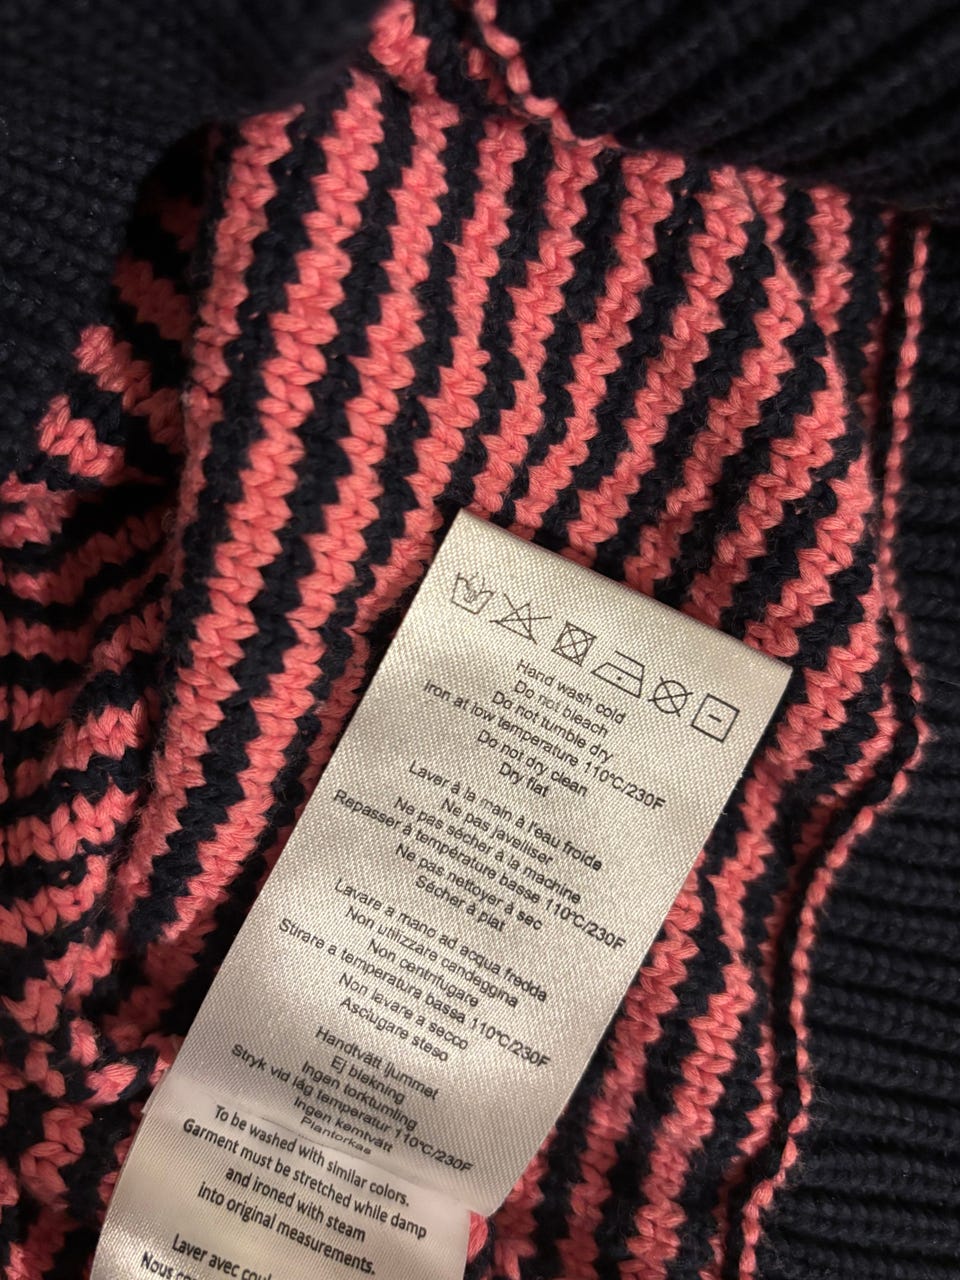 Hand wash cold
Do not bleach
Do not tumble dry
Iron at low temperature 110°C/230F
Do not dry clean
Dry flat
Laver à la main à l'eau froide
Ne pas javeliser
Ne pas sécher à la machine
Repasser à température basse 110°C/230F
Ne pas nettoyer à sec
Sécher à plat
Lavare a mano ad acqua fredda
Non utilizzare candeggina
Non centrifugare
Stirare a temperatura bassa 110°C/230F
Non lavare a secco
Asciugare steso
Handtvätt ljummet
Ej blekning
Ingen torktumling
Stryk vid låg temperatur 110°C/230F
Ingen kemtvätt
Plantorkas
To be washed with similar colors.
Garment must be stretched while damp
and ironed with steam
into original measurements.
Laver avec
Nous